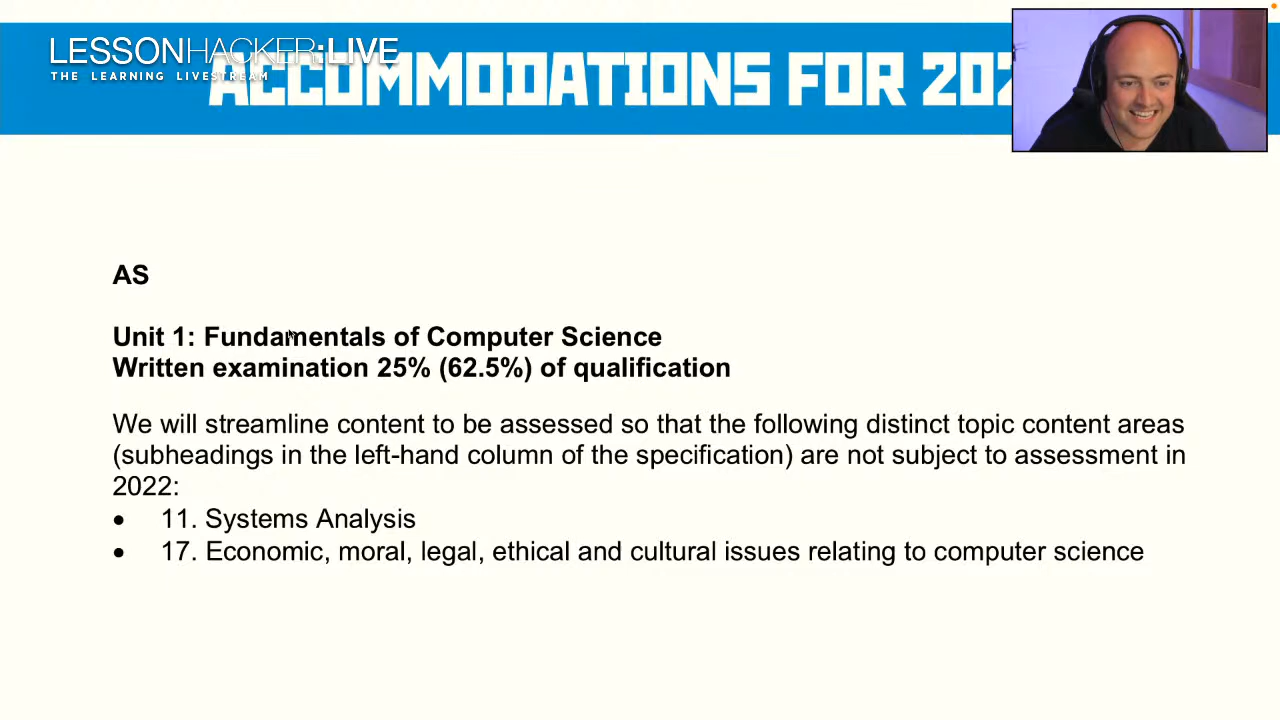 LESSONHACKER:LIVE
THE LEARNING LIVESTREAM
ACCOMMODATIONS FOR
AS
Unit 1: Fundamentals of Computer Science
Written examination 25% (62.5%) of qualification
We will streamline content to be assessed so that the following distinct topic content areas
(subheadings in the left-hand column of the specification) are not subject to assessment in
2022:
• 11. Systems Analysis
• 17. Economic, moral, legal, ethical and cultural issues relating to computer science